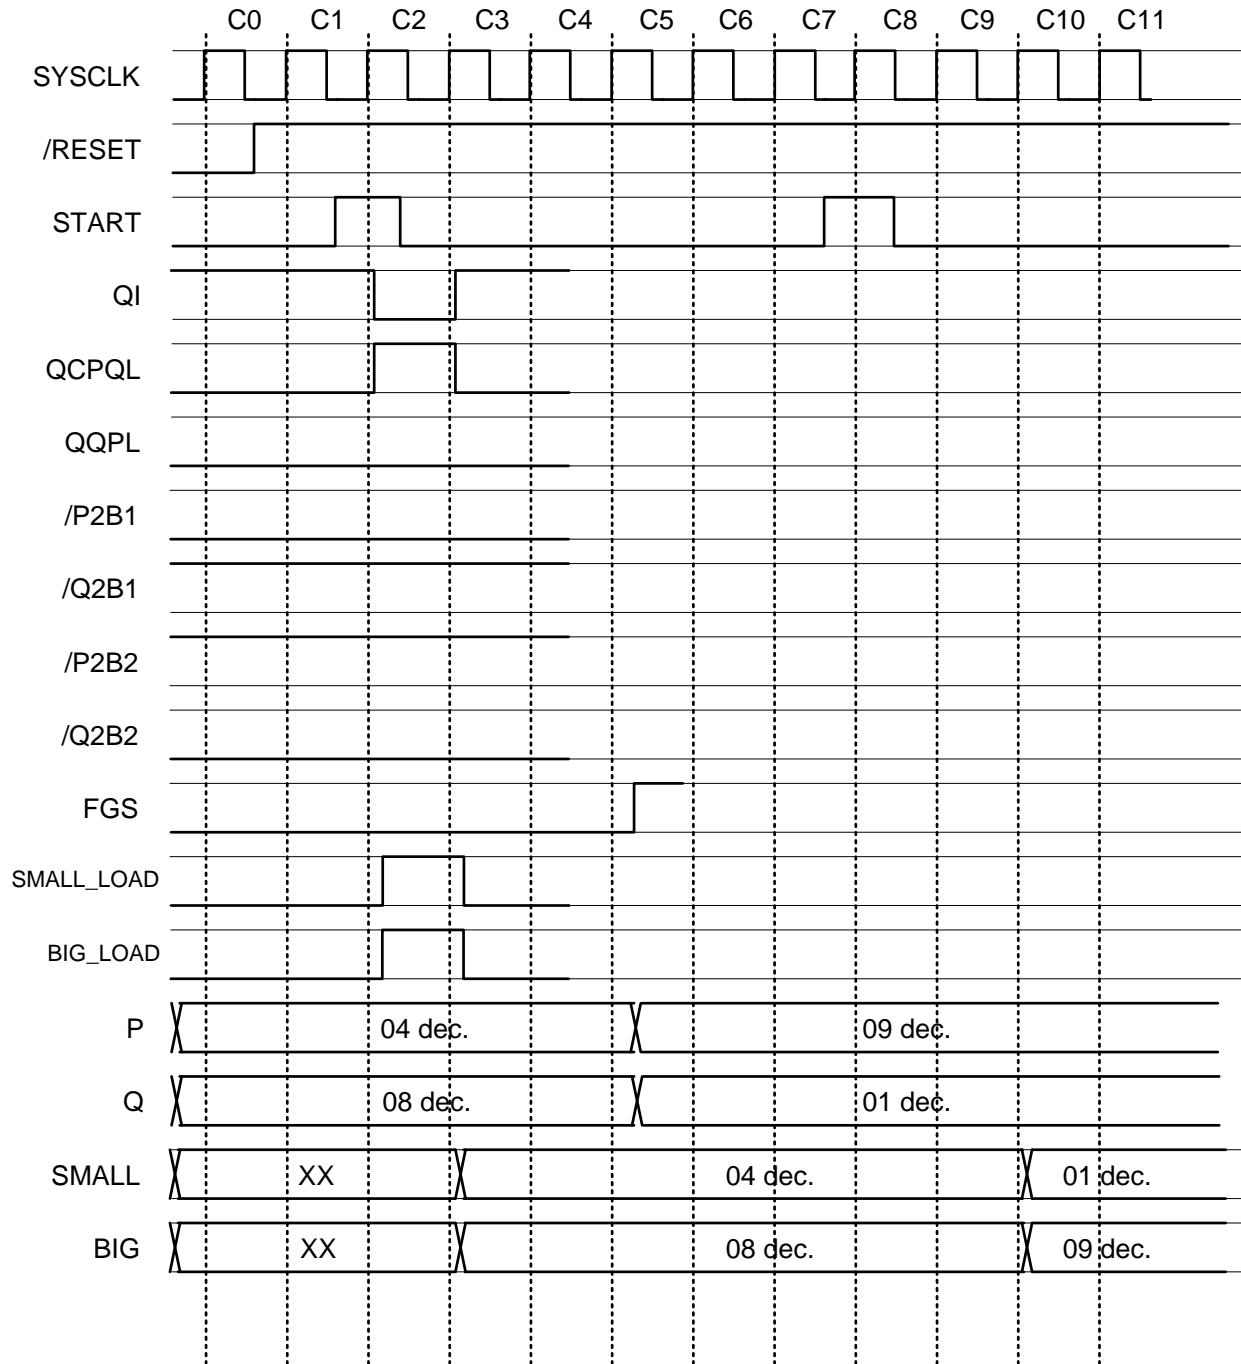 C0 C1 C2 C3 C4 C5 C6 C7 C8 C9 C10 C11
SYSCLK
/RESET
START
QI
QCPQL
QQPL
/P2B1
/Q2B1
/P2B2
/Q2B2
FGS
SMALL_LOAD
BIG_LOAD
P 04 dec. 09 dec.
Q 08 dec. 01 dec.
SMALL XX 04 dec. 01 dec.
BIG XX 08 dec. 09 dec.